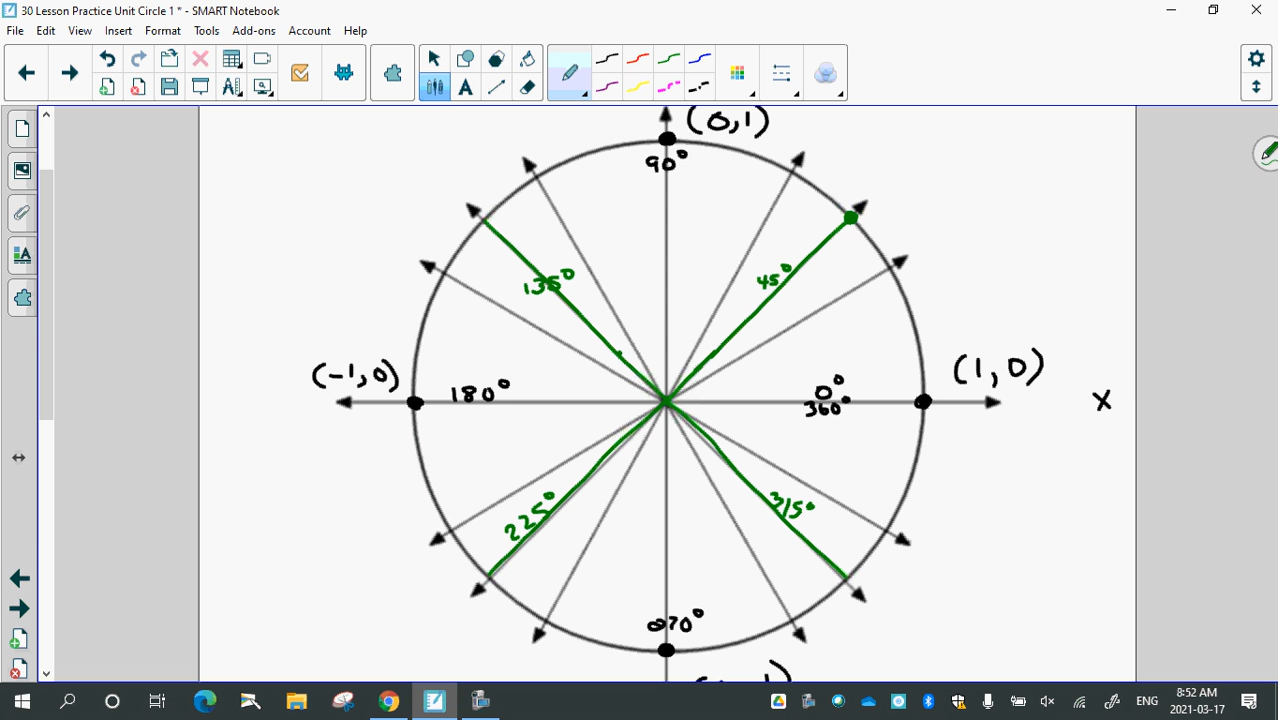 30 Lesson Practice Unit Circle 1 * - SMART Notebook
File Edit View Insert Format Tools Add-ons Account Help
(0,1)
90°
135°
45°
(-1,0)
180°
0°
360°
(1,0)
x
225°
315°
270°
ENG
8:52 AM
2021-03-17